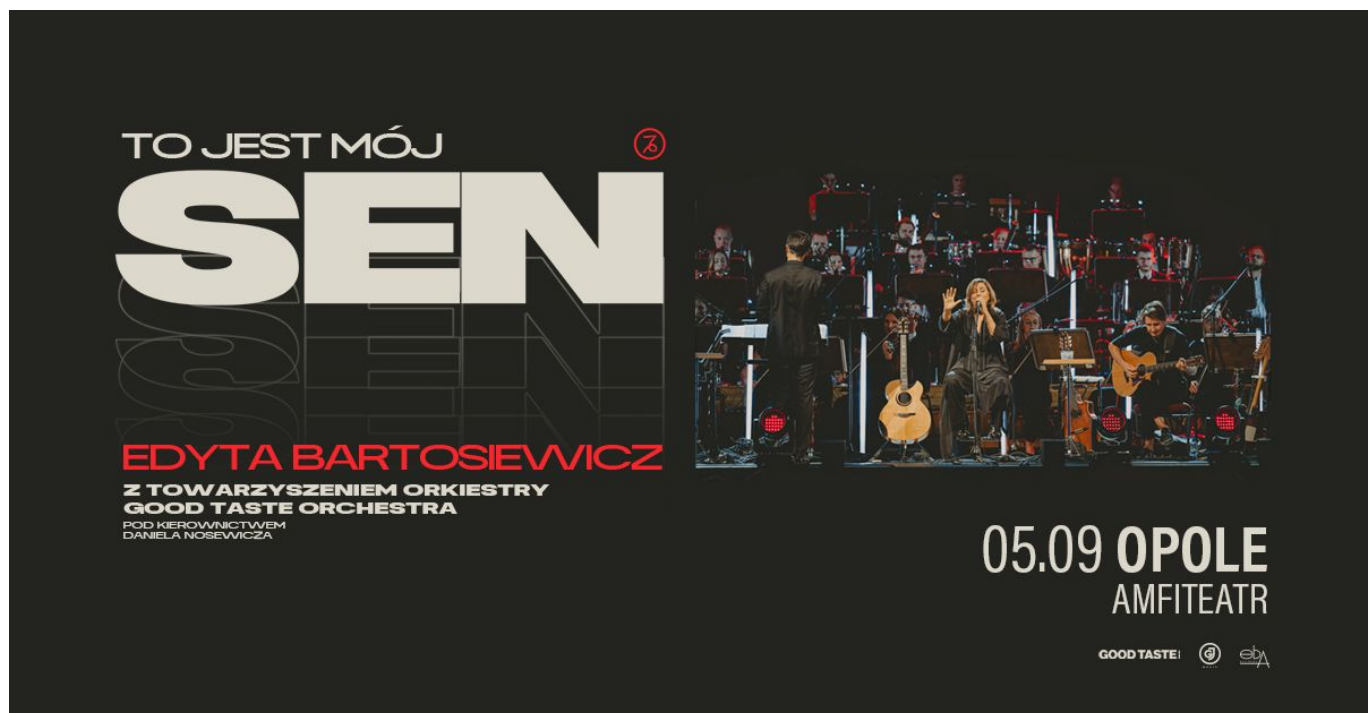 TO JEST MÓJ
SEN
EDYTA BARTOSIEWICZ
Z TOWARZYSZENIEM ORKIESTRY
GOOD TASTE ORCHESTRA
POD KIEROWNICTWEM
DANIELA NOSEWICZA
05.09 OPOLE
AMFITEATR
GOOD TASTE
ebA